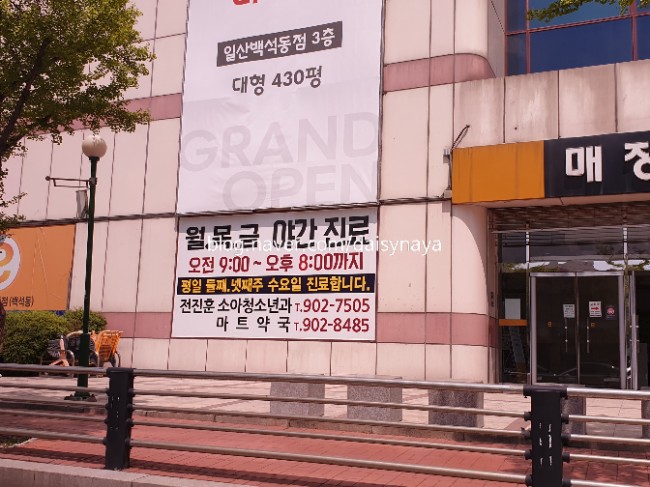 일산백석동점 3층
대형 430평
GRAND
OPEN
월.목.금 야간 진료
blog.naver.com/daisynaya
오전 9:00 ~ 오후 8:00까지
평일 둘째, 넷째주 수요일 진료합니다.
전진훈 소아청소년과 T.902-7505
마트약국 T.902-8485
매장
(백석동)